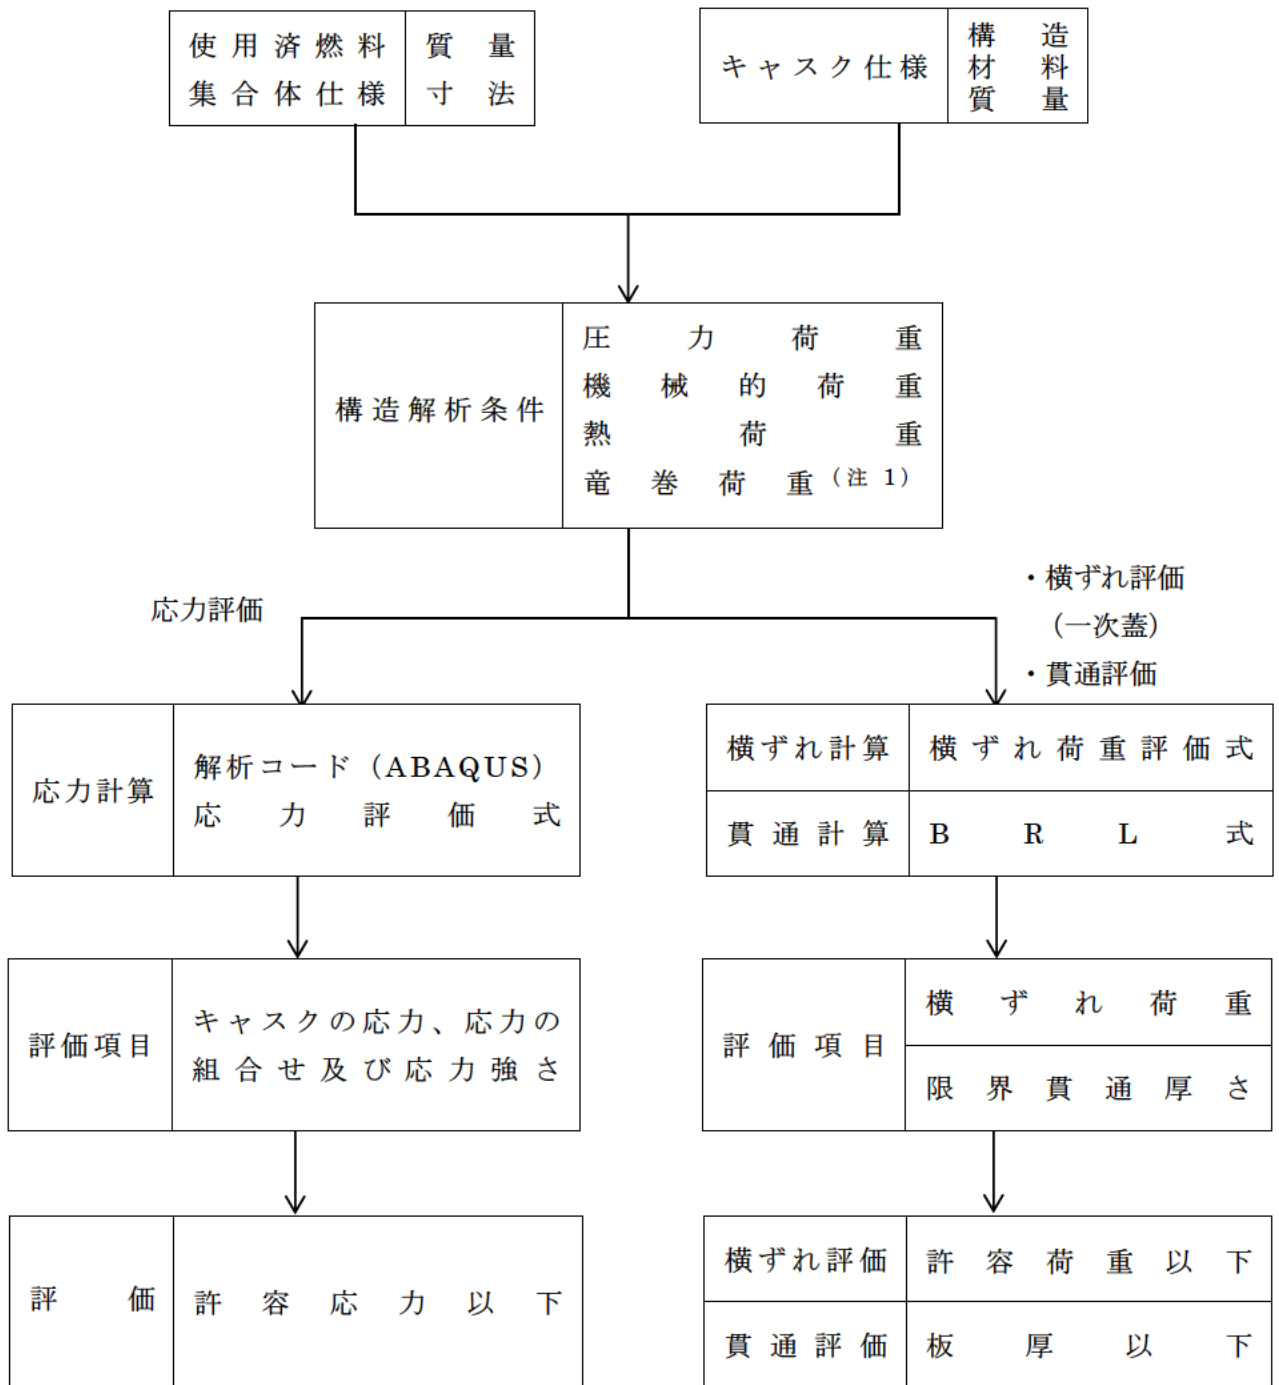 使用済燃料
集合体仕様
質量
寸法
キャスク仕様
構造
材料
質量
構造解析条件
圧力荷重
機械的荷重
熱荷重
竜巻荷重（注 1）
応力評価
・横ずれ評価
（一次蓋）
・貫通評価
応力計算
解析コード（ABAQUS）
応力評価式
横ずれ計算
横ずれ荷重評価式
貫通計算
BRL式
評価項目
キャスクの応力、応力の
組合せ及び応力強さ
評価項目
横ずれ荷重
限界貫通厚さ
評価
許容応力以下
横ずれ評価
許容荷重以下
貫通評価
板厚以下